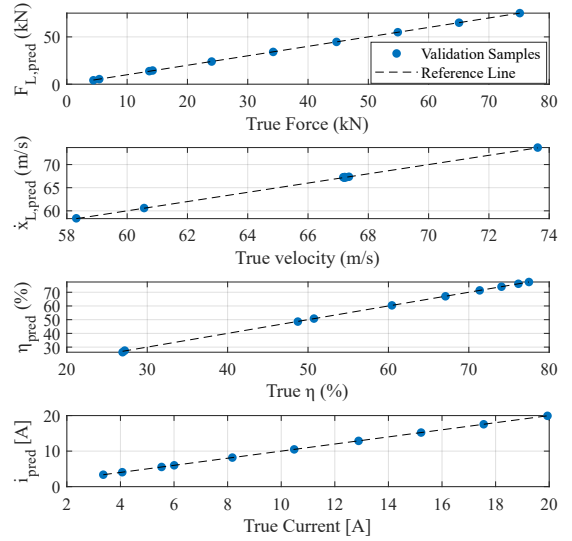 50
0
F_L,pred (kN)
Validation Samples
Reference Line
0 10 20 30 40 50 60 70 80
True Force (kN)
70
65
60
ẋ_L,pred (m/s)
58 60 62 64 66 68 70 72 74
True velocity (m/s)
70
60
50
40
30
η_pred (%)
20 30 40 50 60 70 80
True η (%)
20
10
0
i_pred [A]
2 4 6 8 10 12 14 16 18 20
True Current [A]